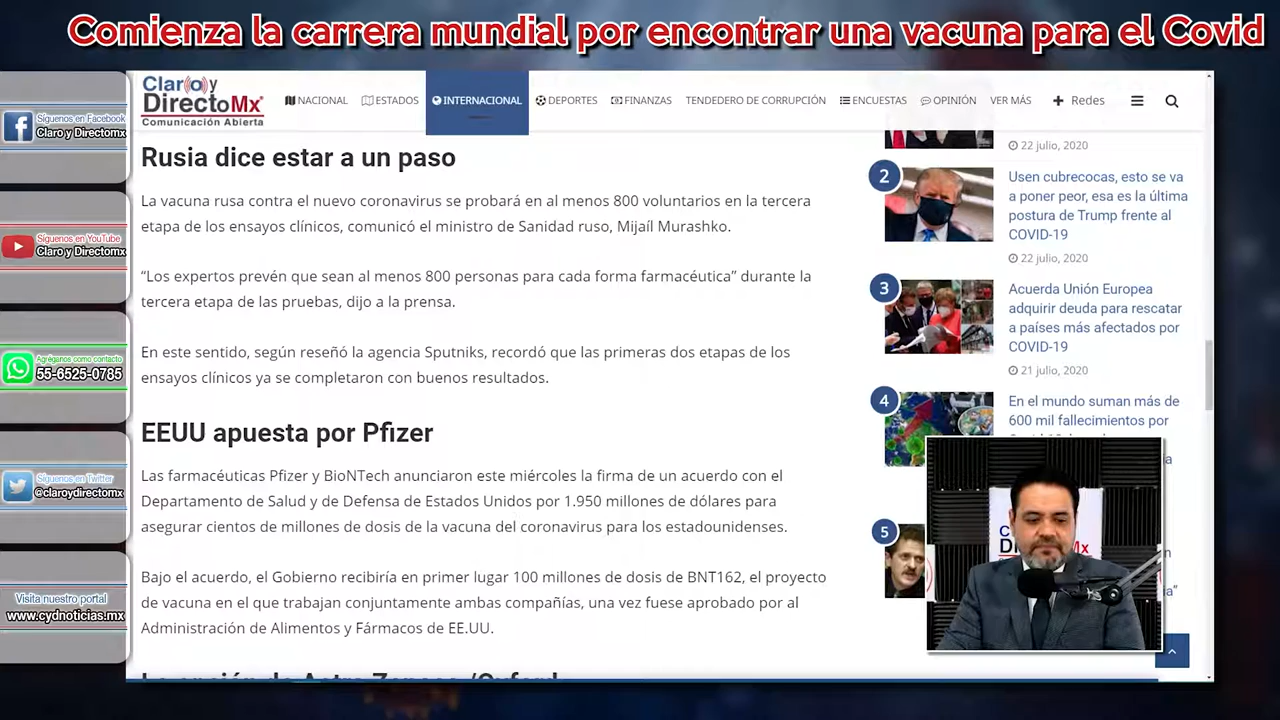 Comienza la carrera mundial por encontrar una vacuna para el Covid
Síguenos en Facebook
Claro y Directomx
Síguenos en YouTube
Claro y Directomx
Agréganos como contacto
55-6525-0785
Síguenos en Twitter
@claroydirectomx
Visita nuestro portal
www.cydnoticias.mx
Claro y
DirectoMx
Comunicación Abierta
NACIONAL ESTADOS INTERNACIONAL DEPORTES FINANZAS TENDEDERO DE CORRUPCIÓN ENCUESTAS OPINIÓN VER MÁS + Redes
Rusia dice estar a un paso
La vacuna rusa contra el nuevo coronavirus se probará en al menos 800 voluntarios en la tercera
etapa de los ensayos clínicos, comunicó el ministro de Sanidad ruso, Mijaíl Murashko.
“Los expertos prevén que sean al menos 800 personas para cada forma farmacéutica” durante la
tercera etapa de las pruebas, dijo a la prensa.
En este sentido, según reseñó la agencia Sputniks, recordó que las primeras dos etapas de los
ensayos clínicos ya se completaron con buenos resultados.
EEUU apuesta por Pfizer
Las farmacéuticas Pfizer y BioNTech anunciaron este miércoles la firma de un acuerdo con el
Departamento de Salud y de Defensa de Estados Unidos por 1.950 millones de dólares para
asegurar cientos de millones de dosis de la vacuna del coronavirus para los estadounidenses.
Bajo el acuerdo, el Gobierno recibiría en primer lugar 100 millones de dosis de BNT162, el proyecto
de vacuna en el que trabajan conjuntamente ambas compañías, una vez fuese aprobado por al
Administración de Alimentos y Fármacos de EE.UU.
22 julio, 2020
2
Usen cubrecocas, esto se va
a poner peor, esa es la última
postura de Trump frente al
COVID-19
22 julio, 2020
3
Acuerda Unión Europea
adquirir deuda para rescatar
a países más afectados por
COVID-19
21 julio, 2020
4
En el mundo suman más de
600 mil fallecimientos por
5